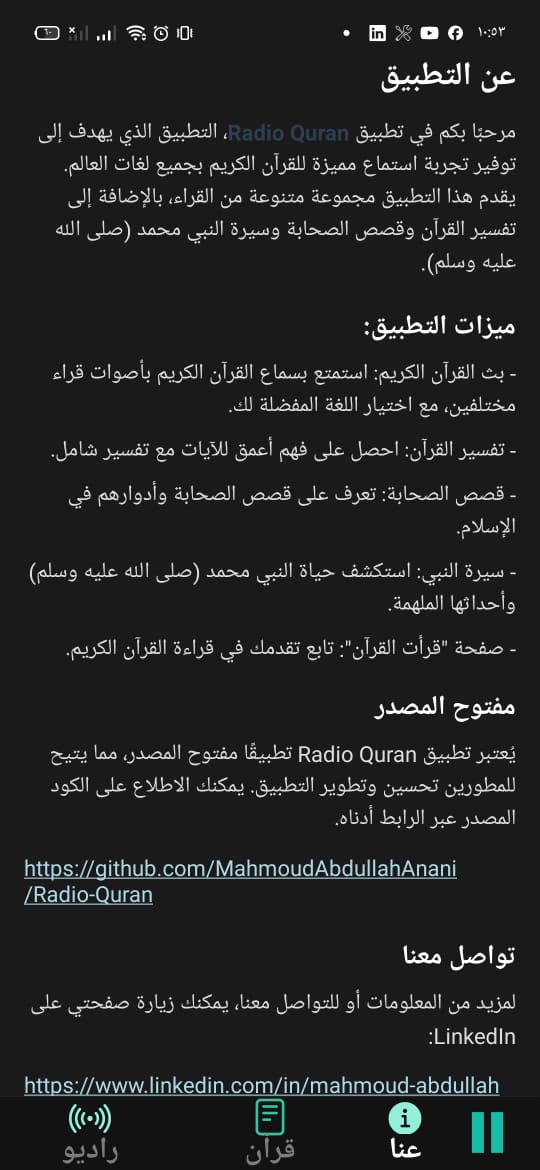 ١٠:٥٣
عن التطبيق
مرحبًا بكم في تطبيق Radio Quran، التطبيق الذي يهدف إلى
توفير تجربة استماع مميزة للقرآن الكريم بجميع لغات العالم.
يقدم هذا التطبيق مجموعة متنوعة من القراء، بالإضافة إلى
تفسير القرآن وقصص الصحابة وسيرة النبي محمد (صلى الله
عليه وسلم).
ميزات التطبيق:
- بث القرآن الكريم: استمتع بسماع القرآن الكريم بأصوات قراء
مختلفين، مع اختيار اللغة المفضلة لك.
- تفسير القرآن: احصل على فهم أعمق للآيات مع تفسير شامل.
- قصص الصحابة: تعرف على قصص الصحابة وأدوارهم في
الإسلام.
- سيرة النبي: استكشف حياة النبي محمد (صلى الله عليه وسلم)
وأحداثها الملهمة.
- صفحة "قرأت القرآن": تابع تقدمك في قراءة القرآن الكريم.
مفتوح المصدر
يُعتبر تطبيق Radio Quran تطبيقًا مفتوح المصدر، مما يتيح
للمطورين تحسين وتطوير التطبيق. يمكنك الاطلاع على الكود
المصدر عبر الرابط أدناه.
https://github.com/MahmoudAbdullahAnani
/Radio-Quran
تواصل معنا
لمزيد من المعلومات أو للتواصل معنا، يمكنك زيارة صفحتي على
LinkedIn:
https://www.linkedin.com/in/mahmoud-abdullah
عنا
قرآن
راديو